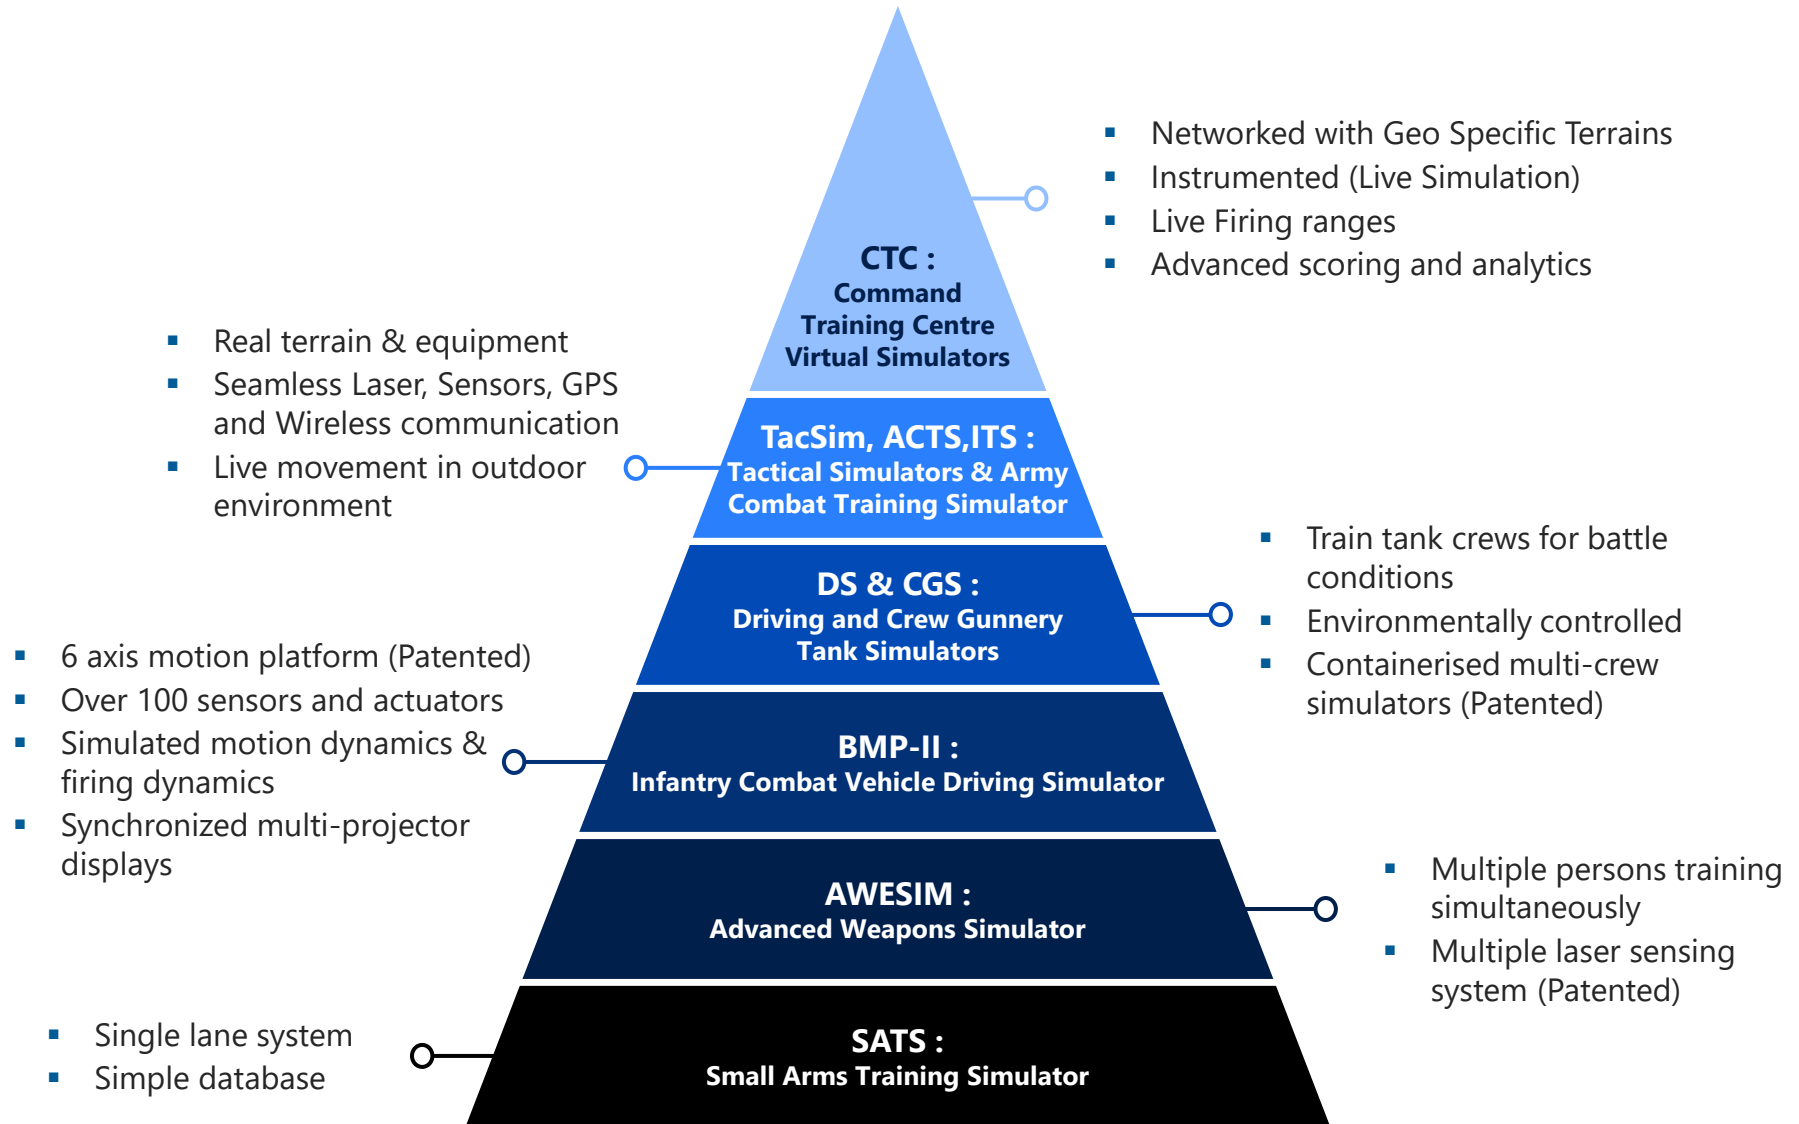 Networked with Geo Specific Terrains
Instrumented (Live Simulation)
Live Firing ranges
Advanced scoring and analytics
CTC :
Command
Training Centre
Virtual Simulators
Real terrain & equipment
Seamless Laser, Sensors, GPS
and Wireless communication
Live movement in outdoor
environment
TacSim, ACTS,ITS :
Tactical Simulators & Army
Combat Training Simulator
Train tank crews for battle
conditions
Environmentally controlled
Containerised multi-crew
simulators (Patented)
DS & CGS :
Driving and Crew Gunnery
Tank Simulators
6 axis motion platform (Patented)
Over 100 sensors and actuators
Simulated motion dynamics &
firing dynamics
Synchronized multi-projector
displays
BMP-II :
Infantry Combat Vehicle Driving Simulator
Multiple persons training
simultaneously
Multiple laser sensing
system (Patented)
AWESIM :
Advanced Weapons Simulator
Single lane system
Simple database
SATS :
Small Arms Training Simulator